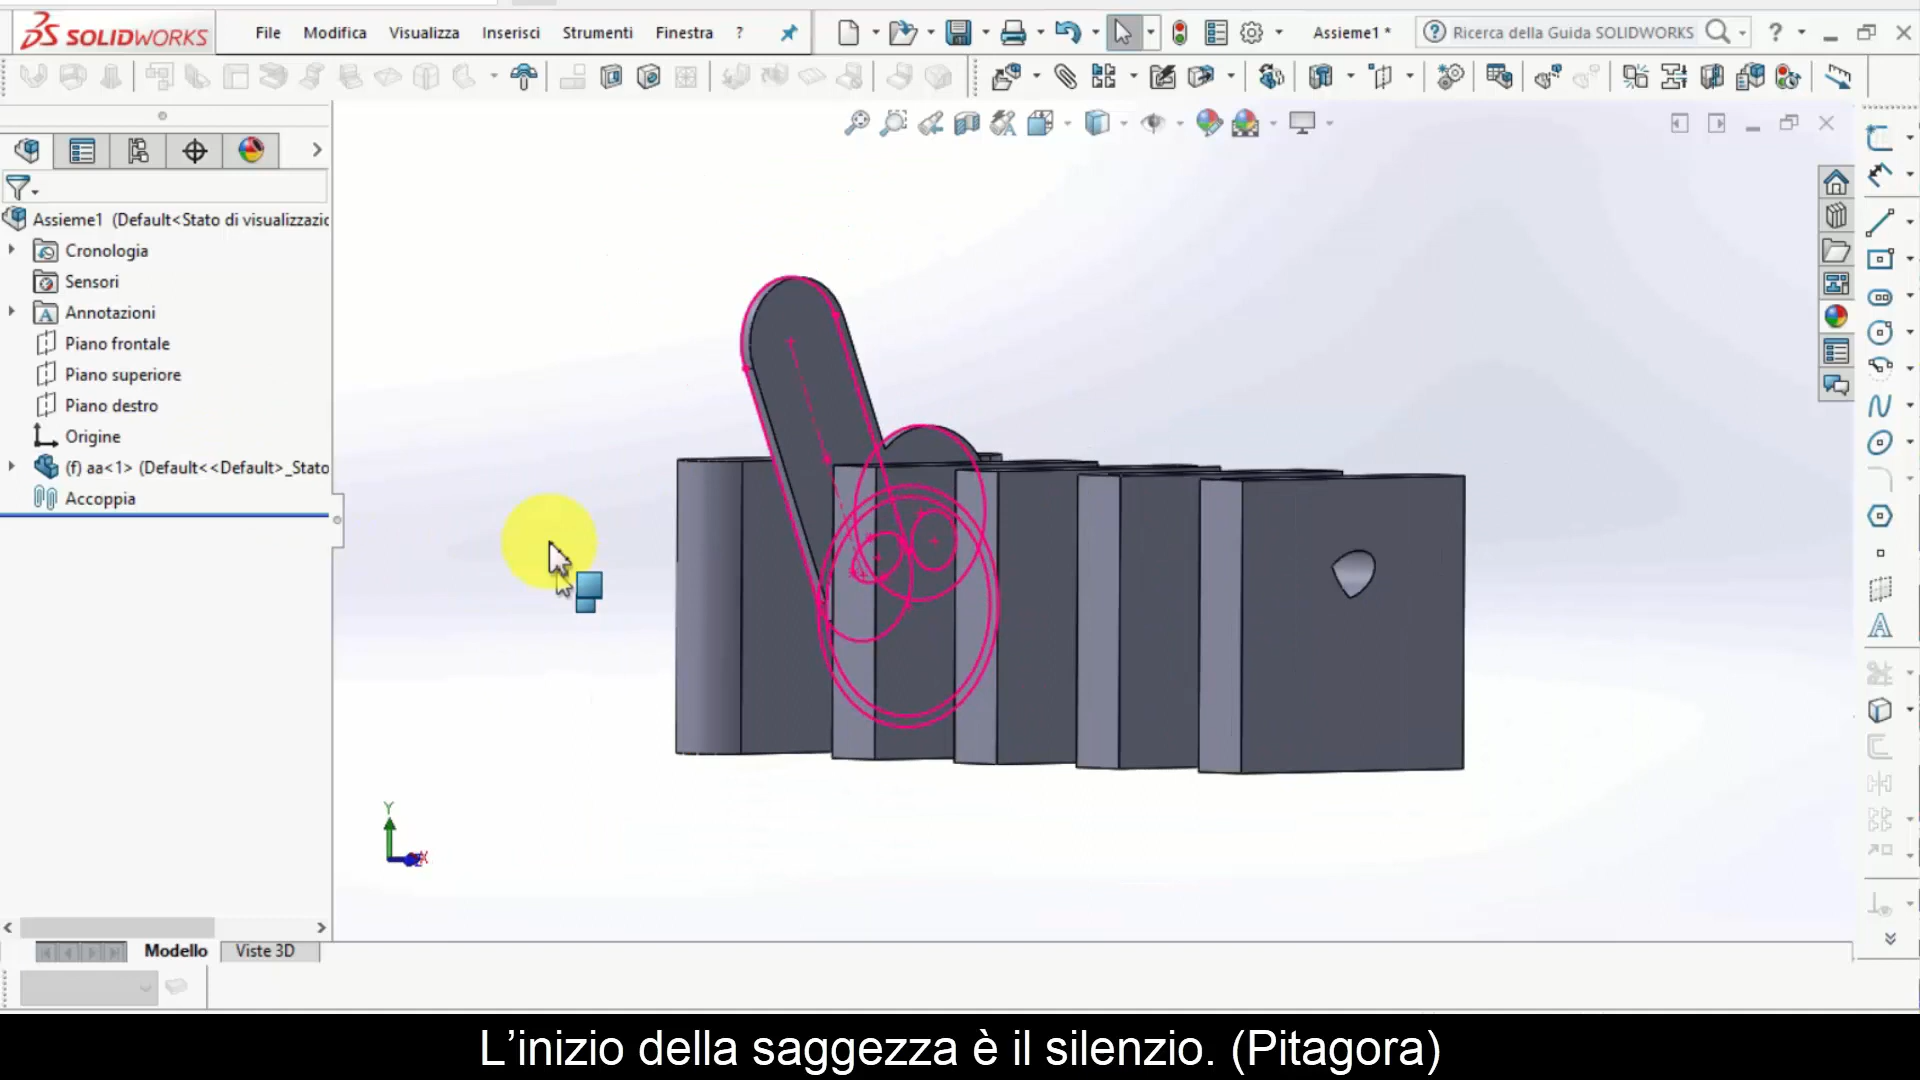 SOLIDWORKS
File Modifica Visualizza Inserisci Strumenti Finestra ?
Assieme1 *
Ricerca della Guida SOLIDWORKS
Assieme1 (Default<Stato di visualizzazio
Cronologia
Sensori
Annotazioni
Piano frontale
Piano superiore
Piano destro
Origine
(f) aa<1> (Default<<Default>_Stato
Accoppia
Y
X
Modello Viste 3D
L’inizio della saggezza è il silenzio. (Pitagora)